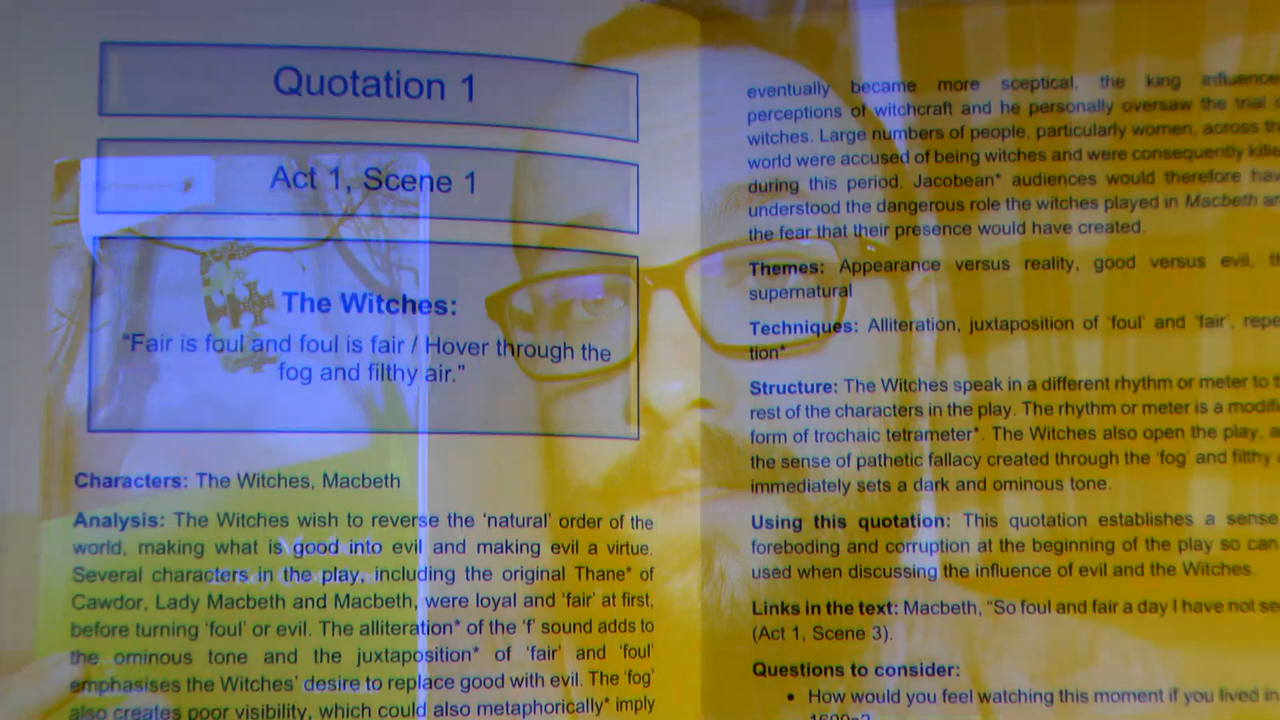 Quotation 1
Act 1, Scene 1
The Witches:
“Fair is foul and foul is fair / Hover through the
fog and filthy air.”
Characters: The Witches, Macbeth
Analysis: The Witches wish to reverse the ‘natural’ order of the
world, making what is good into evil and making evil a virtue.
Several characters in the play, including the original Thane* of
Cawdor, Lady Macbeth and Macbeth, were loyal and ‘fair’ at first,
before turning ‘foul’ or evil. The alliteration* of the ‘f’ sound adds to
the ominous tone and the juxtaposition* of ‘fair’ and ‘foul’
emphasises the Witches’ desire to replace good with evil. The ‘fog’
also creates poor visibility, which could also metaphorically* imply
eventually became more sceptical, the king
perceptions of witchcraft and he personally oversaw the trial
witches. Large numbers of people, particularly women, across
world were accused of being witches and were consequently
during this period. Jacobean* audiences would therefore
understood the dangerous role the witches played in Macbeth
the fear that their presence would have created.
Themes: Appearance versus reality, good versus evil,
supernatural
Techniques: Alliteration, juxtaposition of ‘foul’ and ‘fair’,
tion*
Structure: The Witches speak in a different rhythm or meter to
rest of the characters in the play. The rhythm or meter is a
form of trochaic tetrameter*. The Witches also open the play,
the sense of pathetic fallacy created through the ‘fog’ and filthy
immediately sets a dark and ominous tone.
Using this quotation: This quotation establishes a sense
foreboding and corruption at the beginning of the play so can
used when discussing the influence of evil and the Witches.
Links in the text: Macbeth, “So foul and fair a day I have not
(Act 1, Scene 3).
Questions to consider:
• How would you feel watching this moment if you lived in